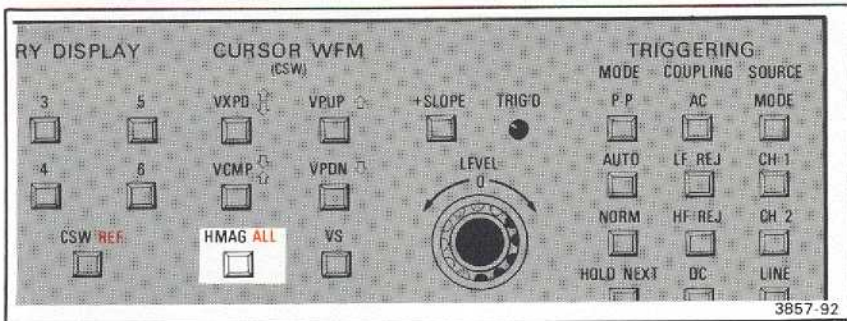 RY DISPLAY CURSOR WFM TRIGGERING
(CSW) MODE COUPLING SOURCE
3 5 VXPD VPUP +SLOPE TRIG'D P-P AC MODE
4 6 VCMP VPDN LEVEL AUTO LF REJ CH 1
0
CSW REF HMAG ALL VS NORM HF REJ CH 2
HOLD NEXT DC LINE
3857-92